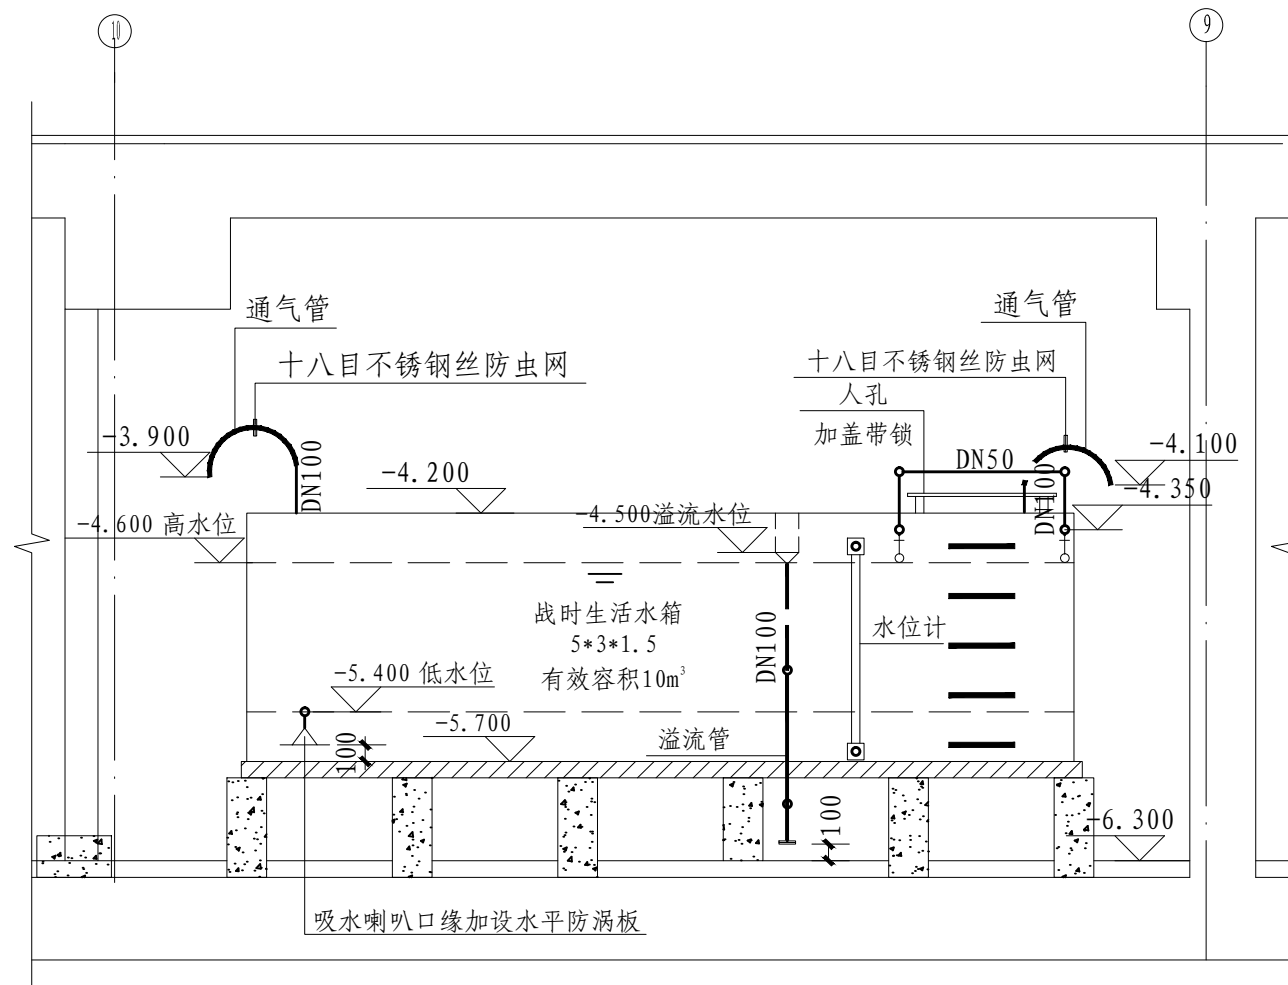 10
9
通气管
通气管
十八目不锈钢丝防虫网
十八目不锈钢丝防虫网
人孔
加盖带锁
-3.900
DN100
-4.200
DN50
-4.100
DN100
-4.350
-4.600 高水位
-4.500溢流水位
战时生活水箱
5*3*1.5
有效容积10m³
DN100
水位计
-5.400 低水位
-5.700
溢流管
100
100
-6.300
吸水喇叭口缘加设水平防涡板